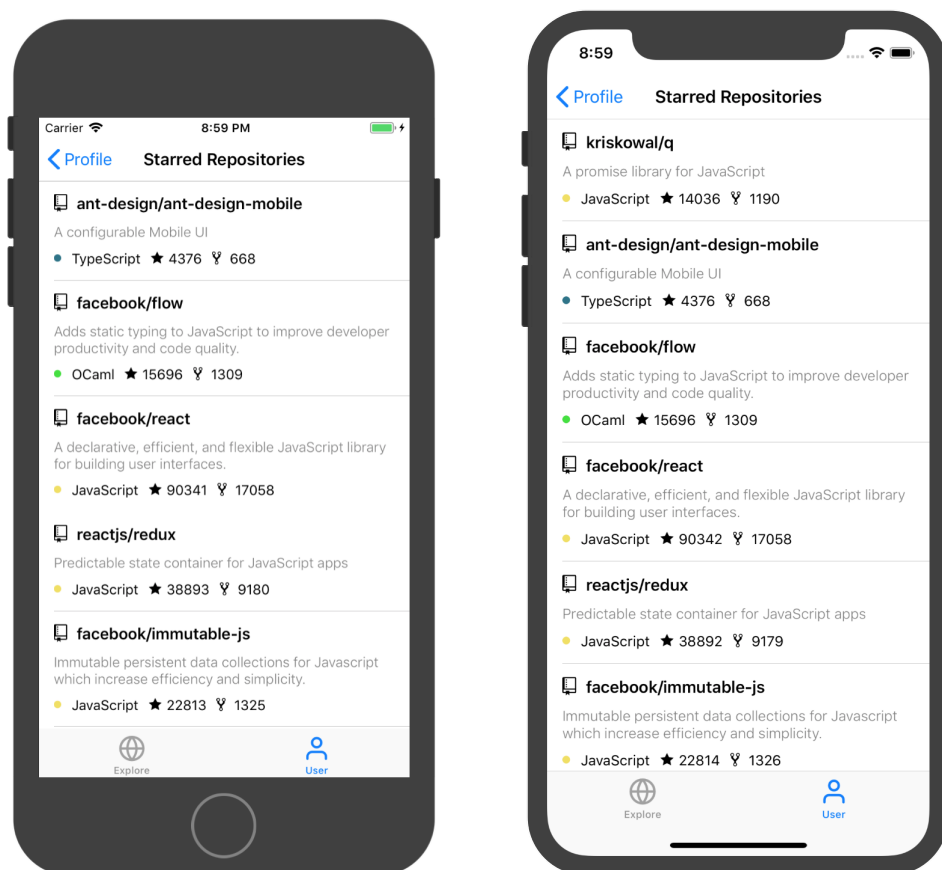 Carrier 8:59 PM
Profile Starred Repositories
ant-design/ant-design-mobile
A configurable Mobile UI
TypeScript 4376 668
facebook/flow
Adds static typing to JavaScript to improve developer
productivity and code quality.
OCaml 15696 1309
facebook/react
A declarative, efficient, and flexible JavaScript library
for building user interfaces.
JavaScript 90341 17058
reactjs/redux
Predictable state container for JavaScript apps
JavaScript 38893 9180
facebook/immutable-js
Immutable persistent data collections for Javascript
which increase efficiency and simplicity.
JavaScript 22813 1325
Explore User
8:59
Profile Starred Repositories
kriskowal/q
A promise library for JavaScript
JavaScript 14036 1190
ant-design/ant-design-mobile
A configurable Mobile UI
TypeScript 4376 668
facebook/flow
Adds static typing to JavaScript to improve developer
productivity and code quality.
OCaml 15696 1309
facebook/react
A declarative, efficient, and flexible JavaScript library
for building user interfaces.
JavaScript 90342 17058
reactjs/redux
Predictable state container for JavaScript apps
JavaScript 38892 9179
facebook/immutable-js
Immutable persistent data collections for Javascript
which increase efficiency and simplicity.
JavaScript 22814 1326
Explore User